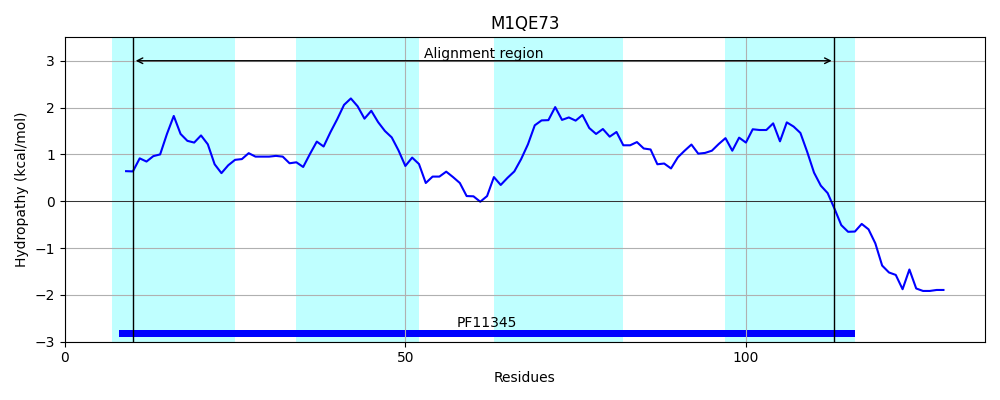 M1QE73
Alignment region
3
2
1
0
−1
−2
−3
Hydropathy (kcal/mol)
PF11345
0
50
100
Residues